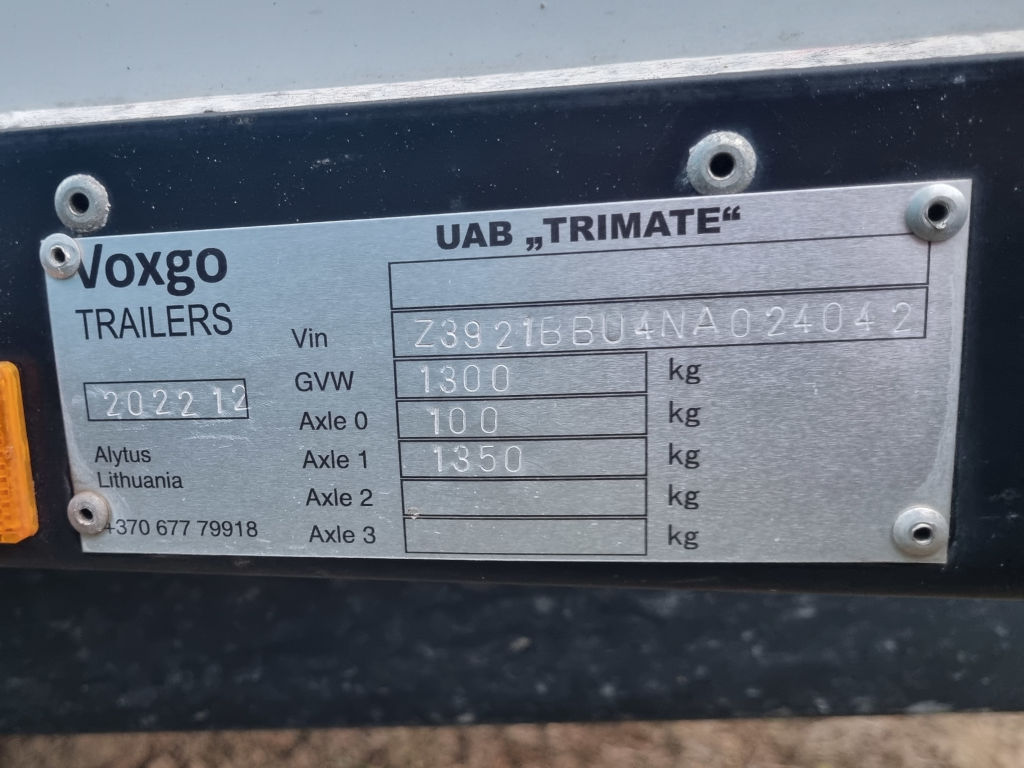 UAB „TRIMATE“
Voxgo
TRAILERS
Vin Z3921BBU4NA024042
GVW 1300 kg
2022 12
Axle 0 100 kg
Axle 1 1350 kg
Alytus
Lithuania
Axle 2 kg
+370 677 79918
Axle 3 kg